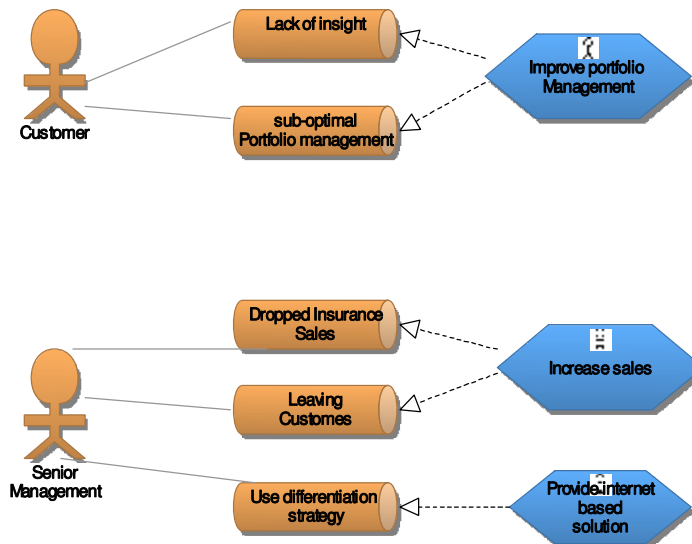 Lack of insight
Improve portfolio
Management
Customer
sub-optimal
Portfolio management
Dropped Insurance
Sales
Increase sales
Leaving
Customes
Senior
Management
Use differentiation
strategy
Provide internet
based
solution